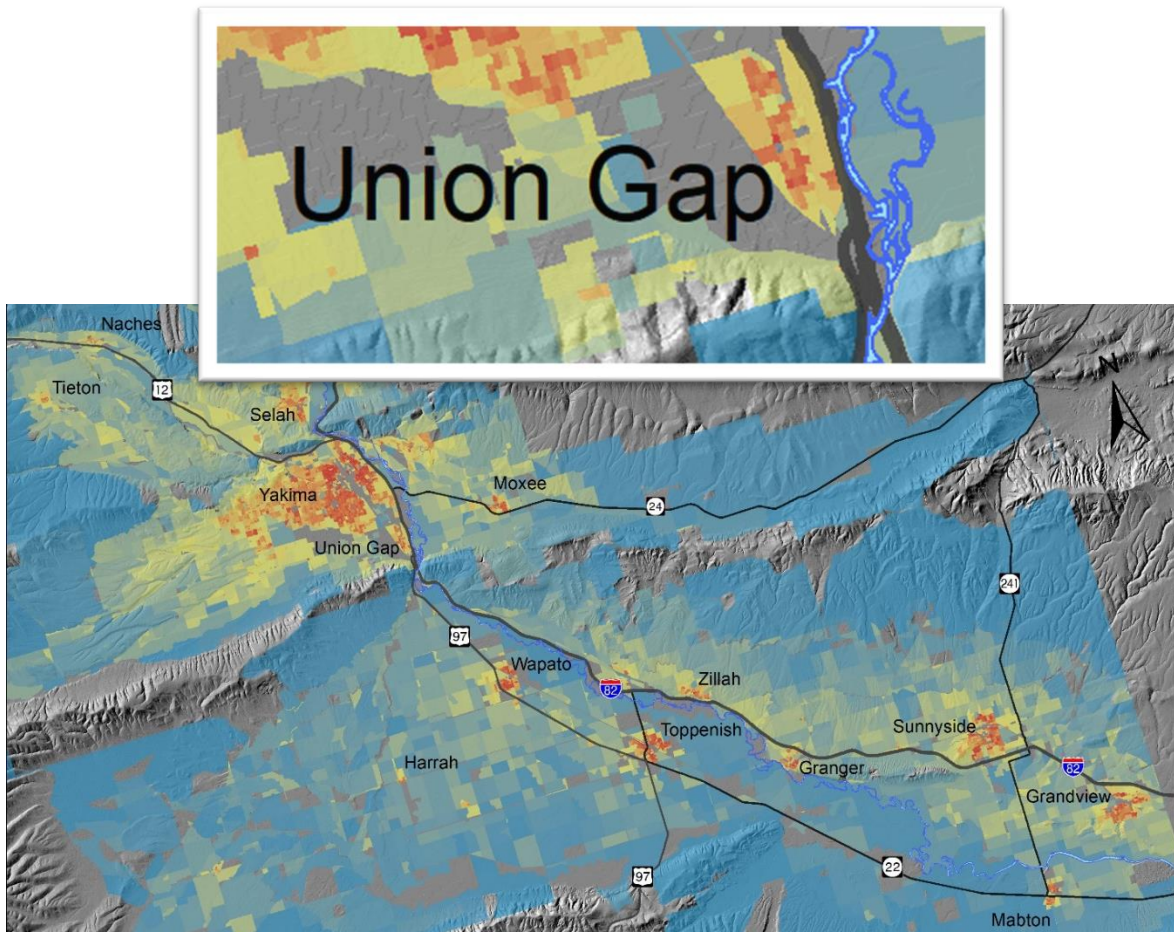 Union Gap
Naches
Tieton
12
Selah
N
Yakima
Moxee
24
Union Gap
241
97
Wapato
82
Zillah
Toppenish
Sunnyside
Harrah
Granger
82
Grandview
97
22
Mabton